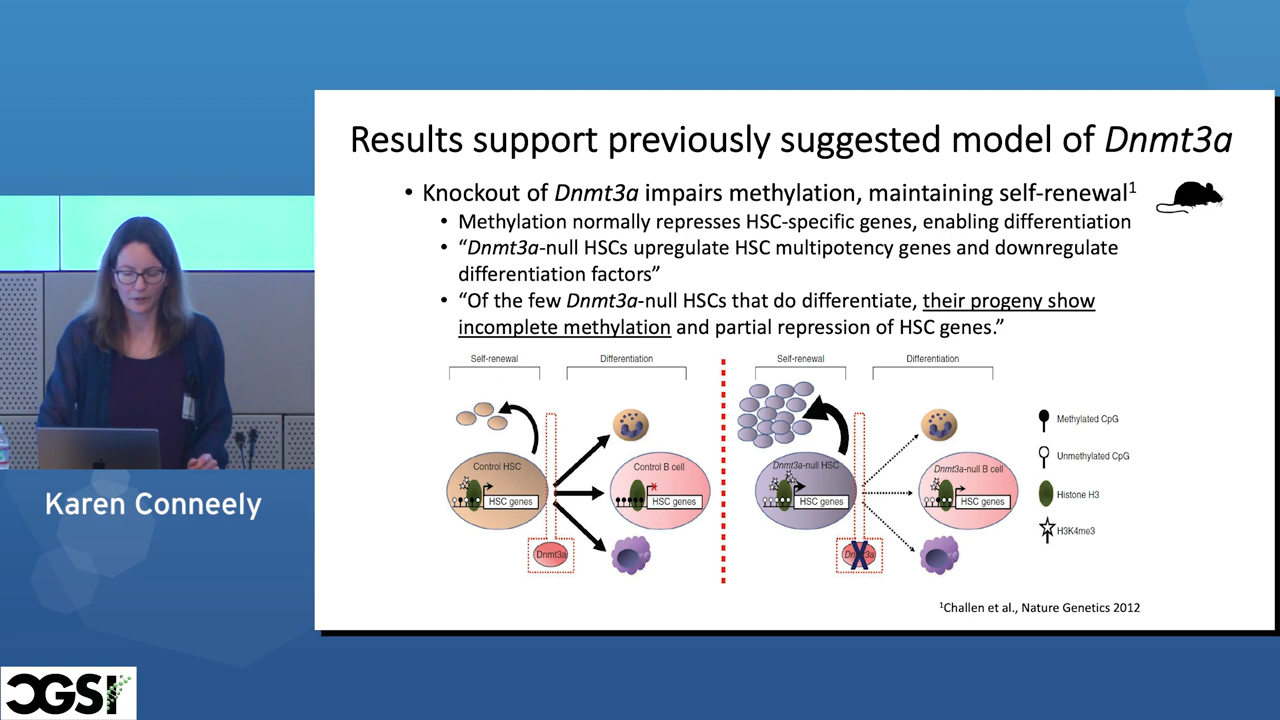 Results support previously suggested model of Dnmt3a
• Knockout of Dnmt3a impairs methylation, maintaining self-renewal1
• Methylation normally represses HSC-specific genes, enabling differentiation
• “Dnmt3a-null HSCs upregulate HSC multipotency genes and downregulate
differentiation factors”
• “Of the few Dnmt3a-null HSCs that do differentiate, their progeny show
incomplete methylation and partial repression of HSC genes.”
Self-renewal
Differentiation
Control HSC
HSC genes
Control B cell
HSC genes
Dnmt3a
Self-renewal
Differentiation
Dnmt3a-null HSC
HSC genes
Dnmt3a-null B cell
HSC genes
Dnmt3a
Methylated CpG
Unmethylated CpG
Histone H3
H3K4me3
1Challen et al., Nature Genetics 2012
Karen Conneely
CGSI